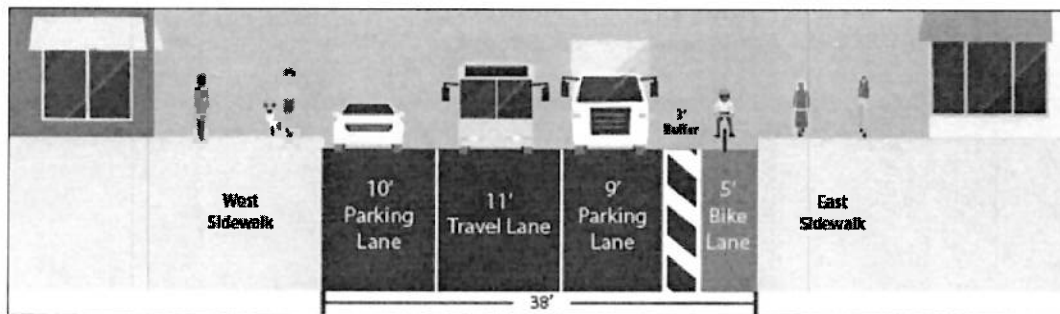 3'
Buffer
West
Sidewalk
10'
Parking
Lane
11'
Travel Lane
9'
Parking
Lane
5'
Bike
Lane
East
Sidewalk
38'